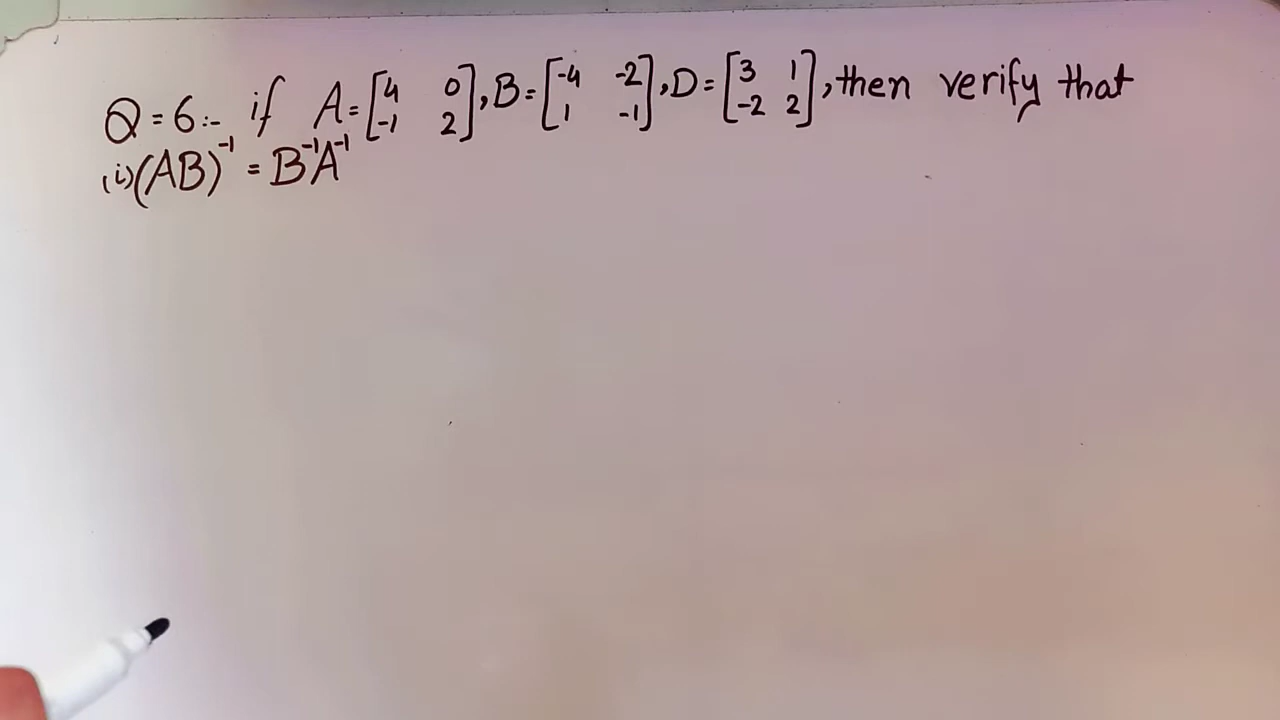 Q=6:- if A=[4 0 -1 2], B=[-4 -2 1 -1], D=[3 1 -2 2], then verify that
(i) (AB)⁻¹ = B⁻¹A⁻¹